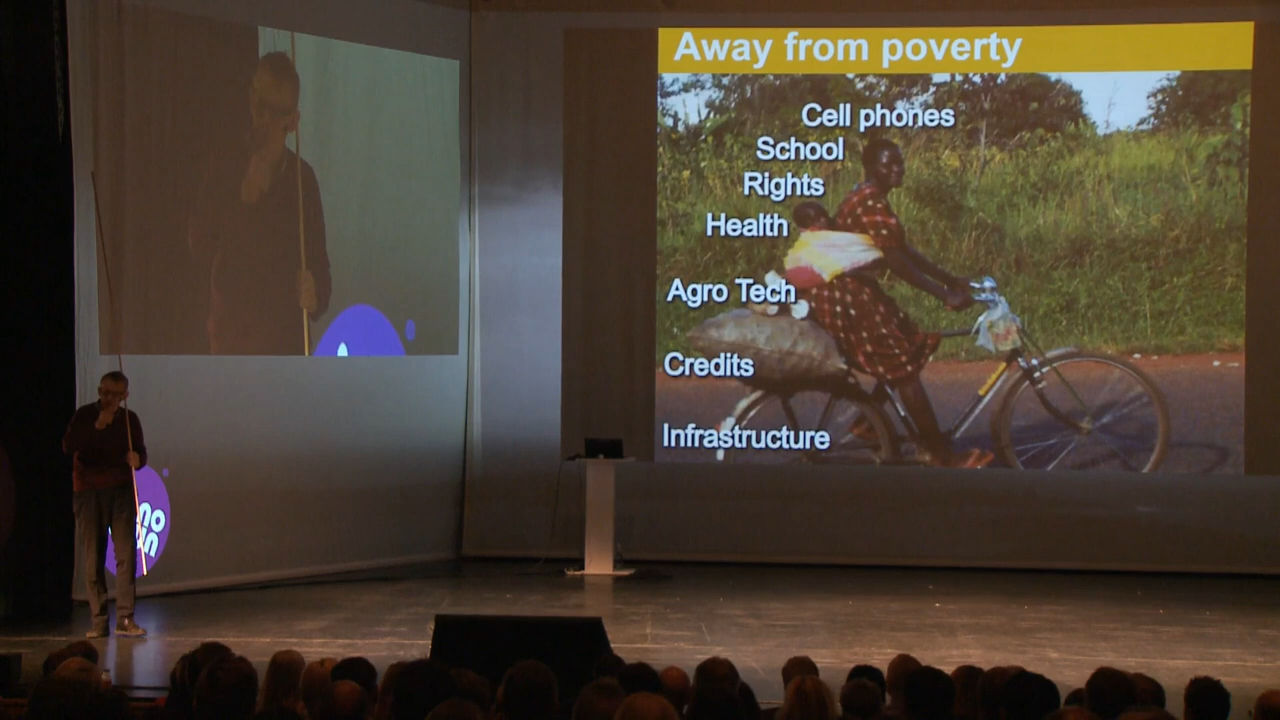 Away from poverty
Cell phones
School
Rights
Health
Agro Tech
Credits
Infrastructure